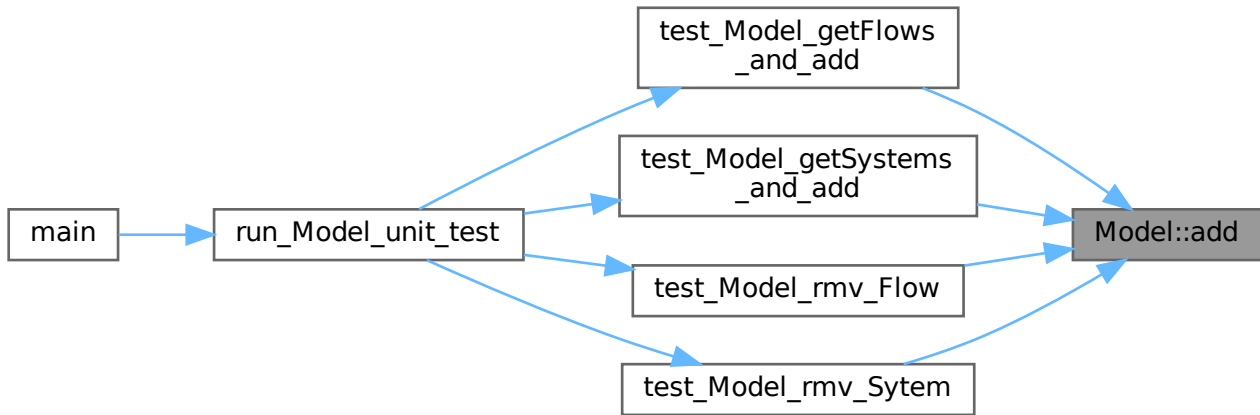 test_Model_getFlows
_and_add
test_Model_getSystems
_and_add
main
run_Model_unit_test
Model::add
test_Model_rmv_Flow
test_Model_rmv_Sytem